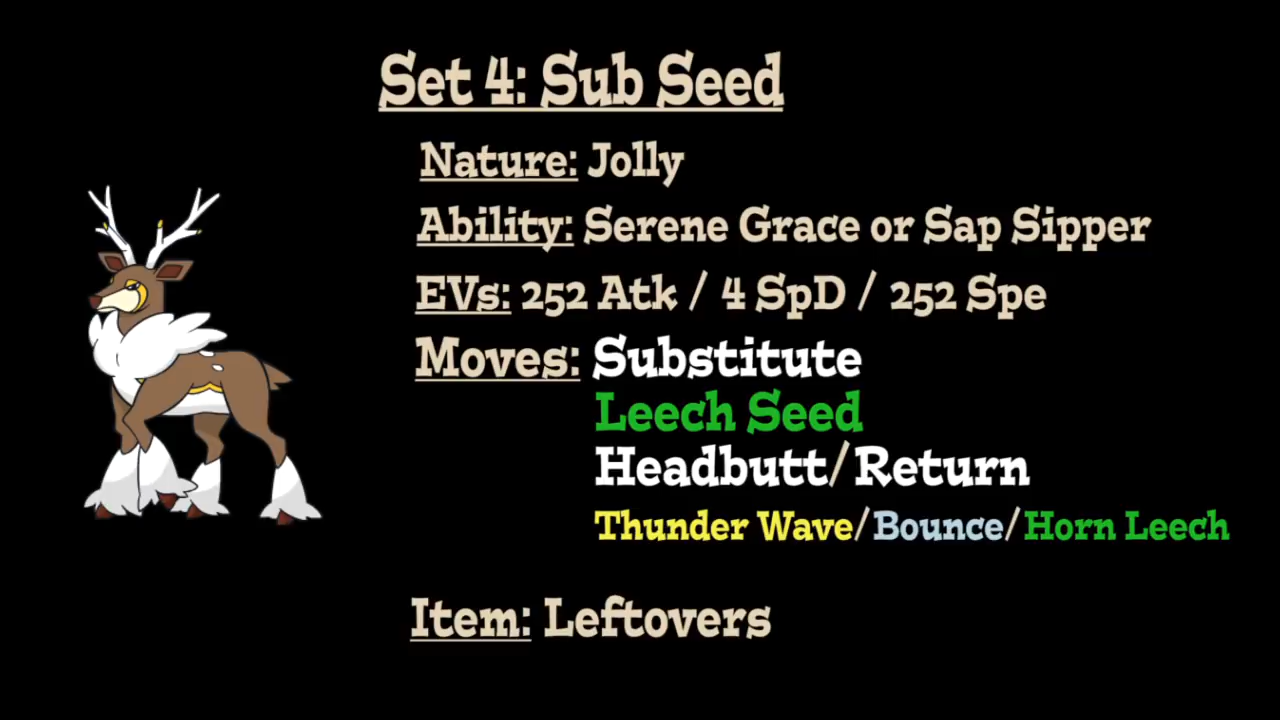 Set 4: Sub Seed
Nature: Jolly
Ability: Serene Grace or Sap Sipper
EVs: 252 Atk / 4 SpD / 252 Spe
Moves: Substitute
Leech Seed
Headbutt/Return
Thunder Wave/Bounce/Horn Leech
Item: Leftovers